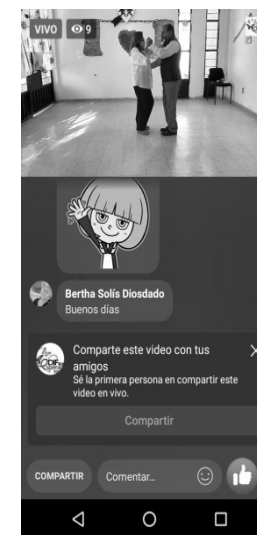 VIVO 9
Bertha Solís Diosdado
Buenos días
Comparte este video con tus
amigos
Sé la primera persona en compartir este
video en vivo.
Compartir
COMPARTIR Comentar...